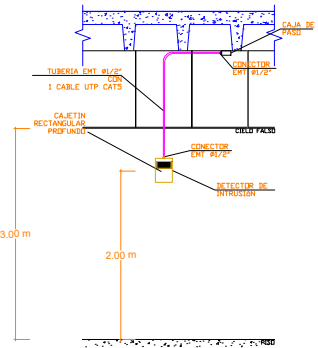 CAJA DE
PASO
TUBERIA EMT Ø1/2"
CON
1 CABLE UTP CAT5
CONECTOR
EMT Ø1/2"
CAJETIN
RECTANGULAR
PROFUNDO
CIELO FALSO
CONECTOR
EMT Ø1/2"
DETECTOR DE
INTRUSIÓN
3.00 m
2.00 m
PISO